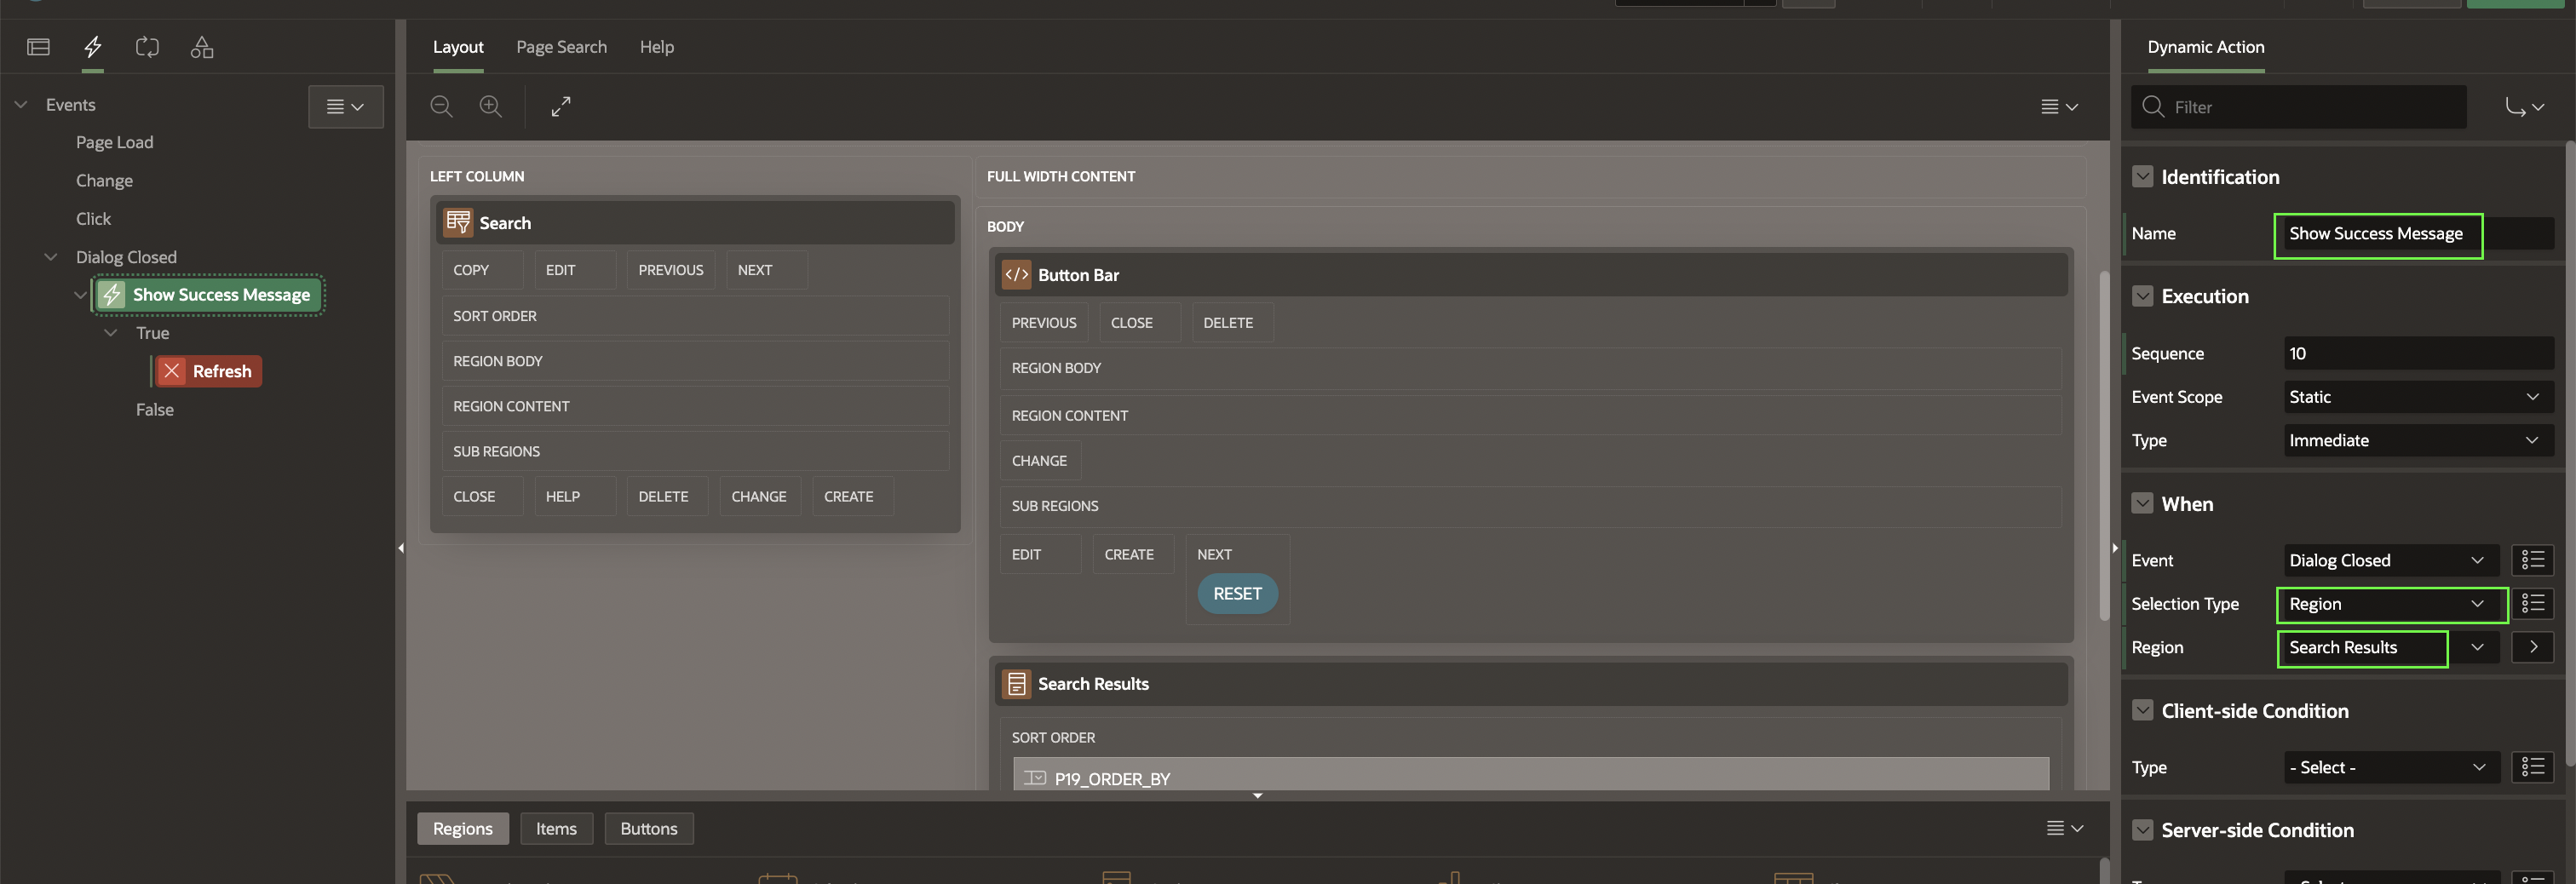 Layout
Page Search
Help
Dynamic Action
Events
Filter
Page Load
Change
Click
Dialog Closed
Show Success Message
True
Refresh
False
LEFT COLUMN
Search
COPY
EDIT
PREVIOUS
NEXT
SORT ORDER
REGION BODY
REGION CONTENT
SUB REGIONS
CLOSE
HELP
DELETE
CHANGE
CREATE
FULL WIDTH CONTENT
BODY
Button Bar
PREVIOUS
CLOSE
DELETE
REGION BODY
REGION CONTENT
CHANGE
SUB REGIONS
EDIT
CREATE
NEXT
RESET
Search Results
SORT ORDER
P19_ORDER_BY
Regions
Items
Buttons
Identification
Name
Show Success Message
Execution
Sequence
10
Event Scope
Static
Type
Immediate
When
Event
Dialog Closed
Selection Type
Region
Region
Search Results
Client-side Condition
Type
- Select -
Server-side Condition